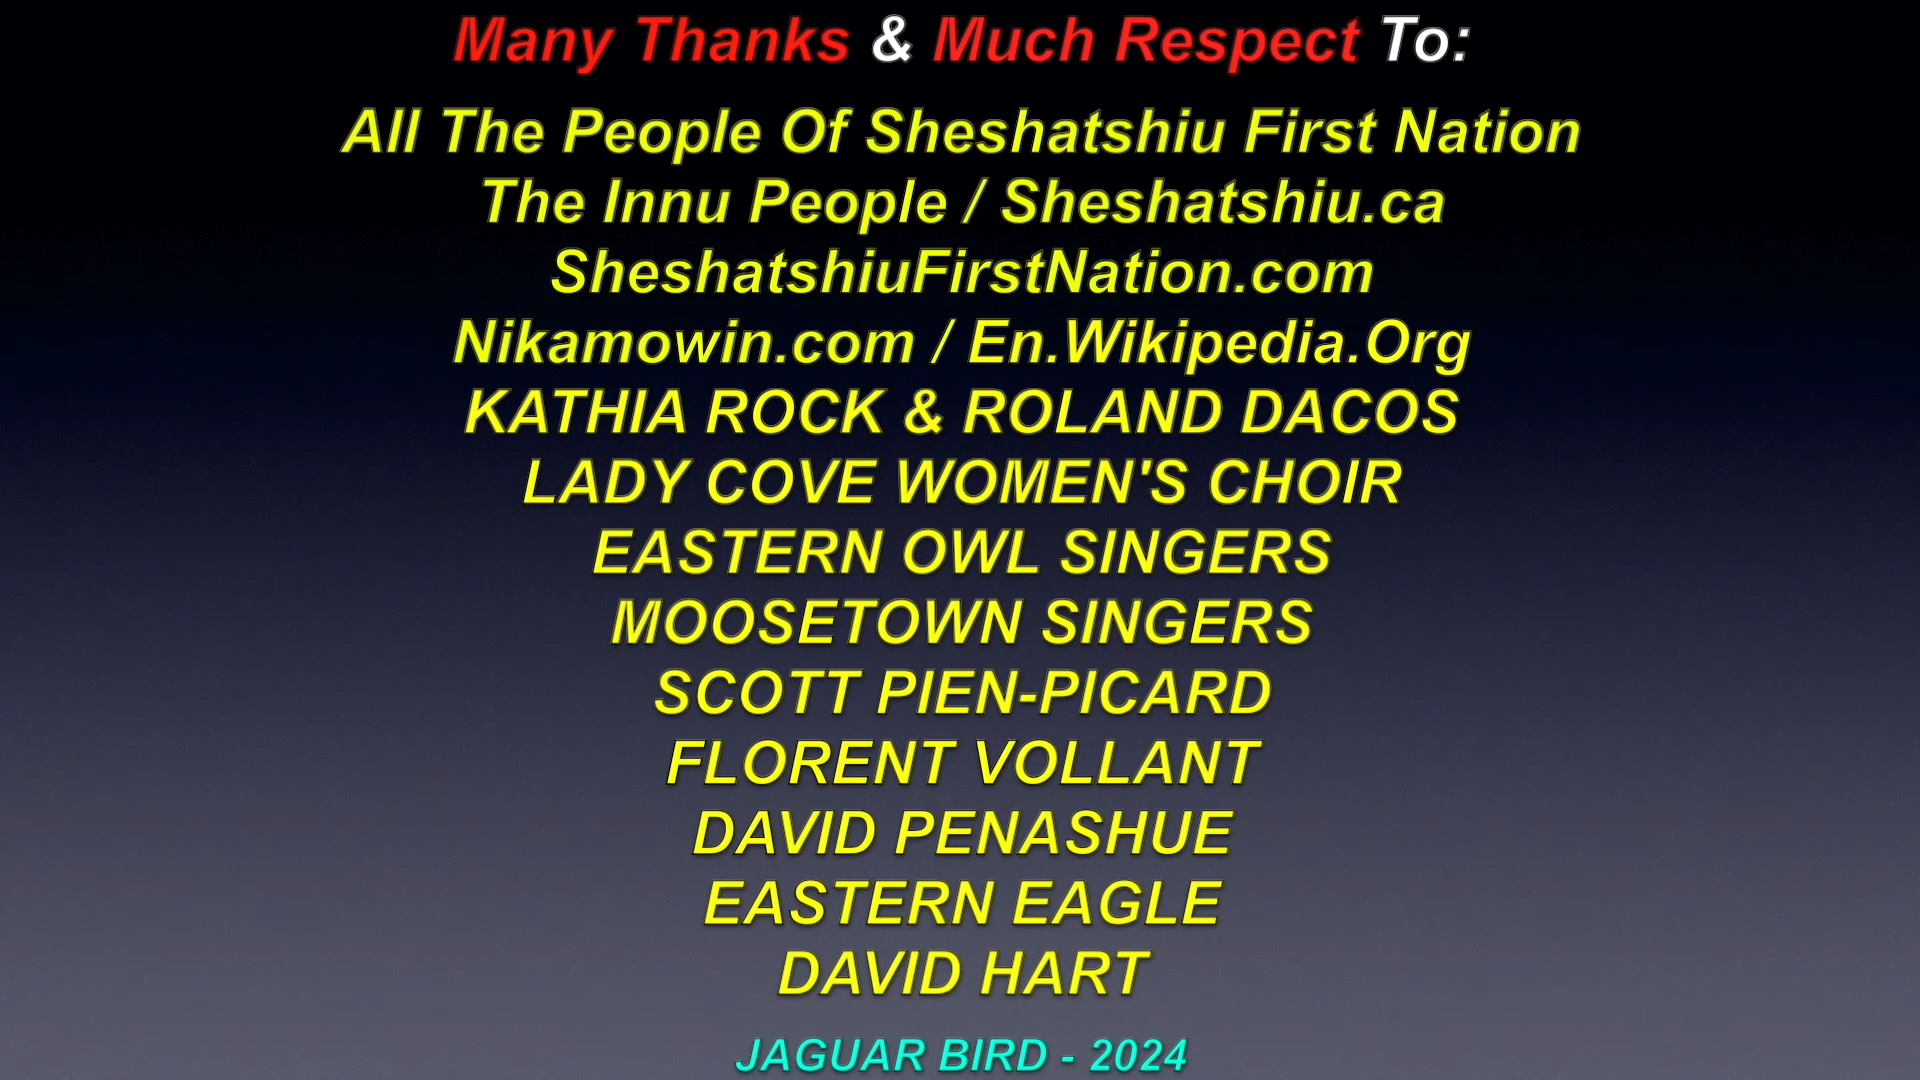 Many Thanks & Much Respect To:
All The People Of Sheshatshiu First Nation
The Innu People / Sheshatshiu.ca
SheshatshiuFirstNation.com
Nikamowin.com / En.Wikipedia.Org
KATHIA ROCK & ROLAND DACOS
LADY COVE WOMEN'S CHOIR
EASTERN OWL SINGERS
MOOSETOWN SINGERS
SCOTT PIEN-PICARD
FLORENT VOLLANT
DAVID PENASHUE
EASTERN EAGLE
DAVID HART
JAGUAR BIRD - 2024